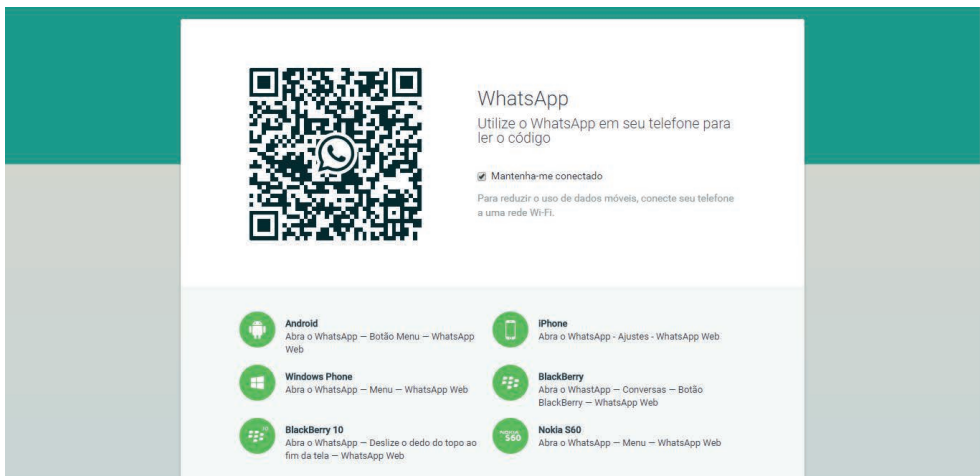 WhatsApp
Utilize o WhatsApp em seu telefone para
ler o código
Mantenha-me conectado
Para reduzir o uso de dados móveis, conecte seu telefone
a uma rede Wi-Fi.
Android
Abra o WhatsApp — Botão Menu — WhatsApp
Web
iPhone
Abra o WhatsApp - Ajustes - WhatsApp Web
Windows Phone
Abra o WhatsApp — Menu — WhatsApp Web
BlackBerry
Abra o WhastApp — Conversas — Botão
BlackBerry — WhatsApp Web
BlackBerry 10
Abra o WhatsApp — Deslize o dedo do topo ao
fim da tela — WhatsApp Web
NOKIA
S60
Nokia S60
Abra o WhatsApp — Menu — WhatsApp Web